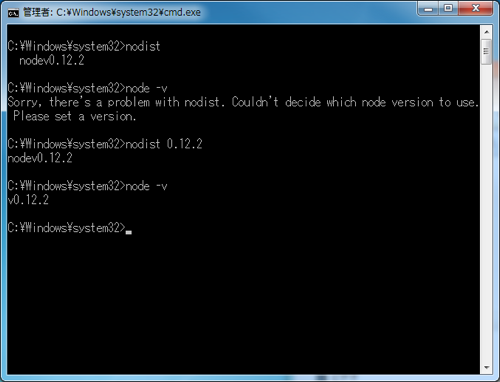 管理者: C:¥Windows¥system32¥cmd.exe
C:¥Windows¥system32>nodist
  nodev0.12.2
C:¥Windows¥system32>node -v
Sorry, there's a problem with nodist. Couldn't decide which node version to use.
 Please set a version.
C:¥Windows¥system32>nodist 0.12.2
nodev0.12.2
C:¥Windows¥system32>node -v
v0.12.2
C:¥Windows¥system32>